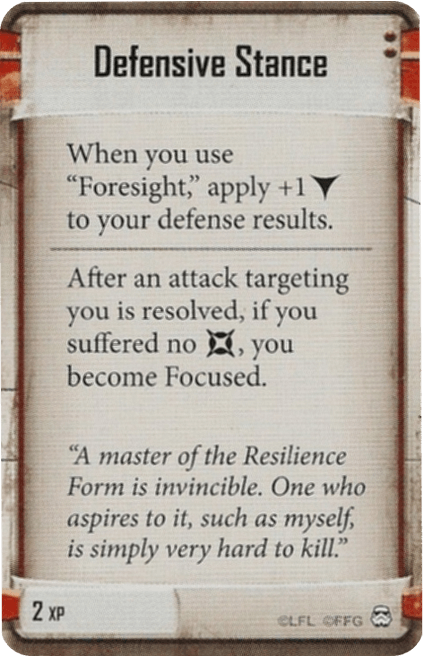 Defensive Stance
When you use
“Foresight,” apply +1
to your defense results.
After an attack targeting
you is resolved, if you
suffered no , you
become Focused.
“A master of the Resilience
Form is invincible. One who
aspires to it, such as myself,
is simply very hard to kill.”
2 XP
©LFL ©FFG